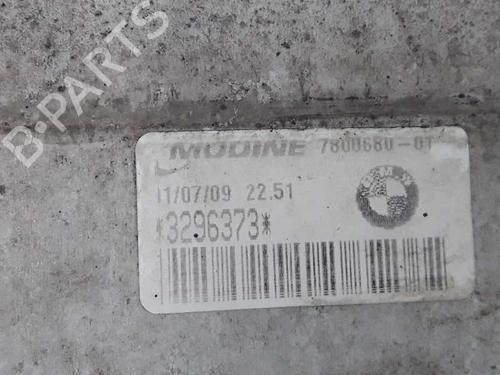 B-PARTS
MODINE 7800680-01
11/07/09 22.51
BMW
*3296373*